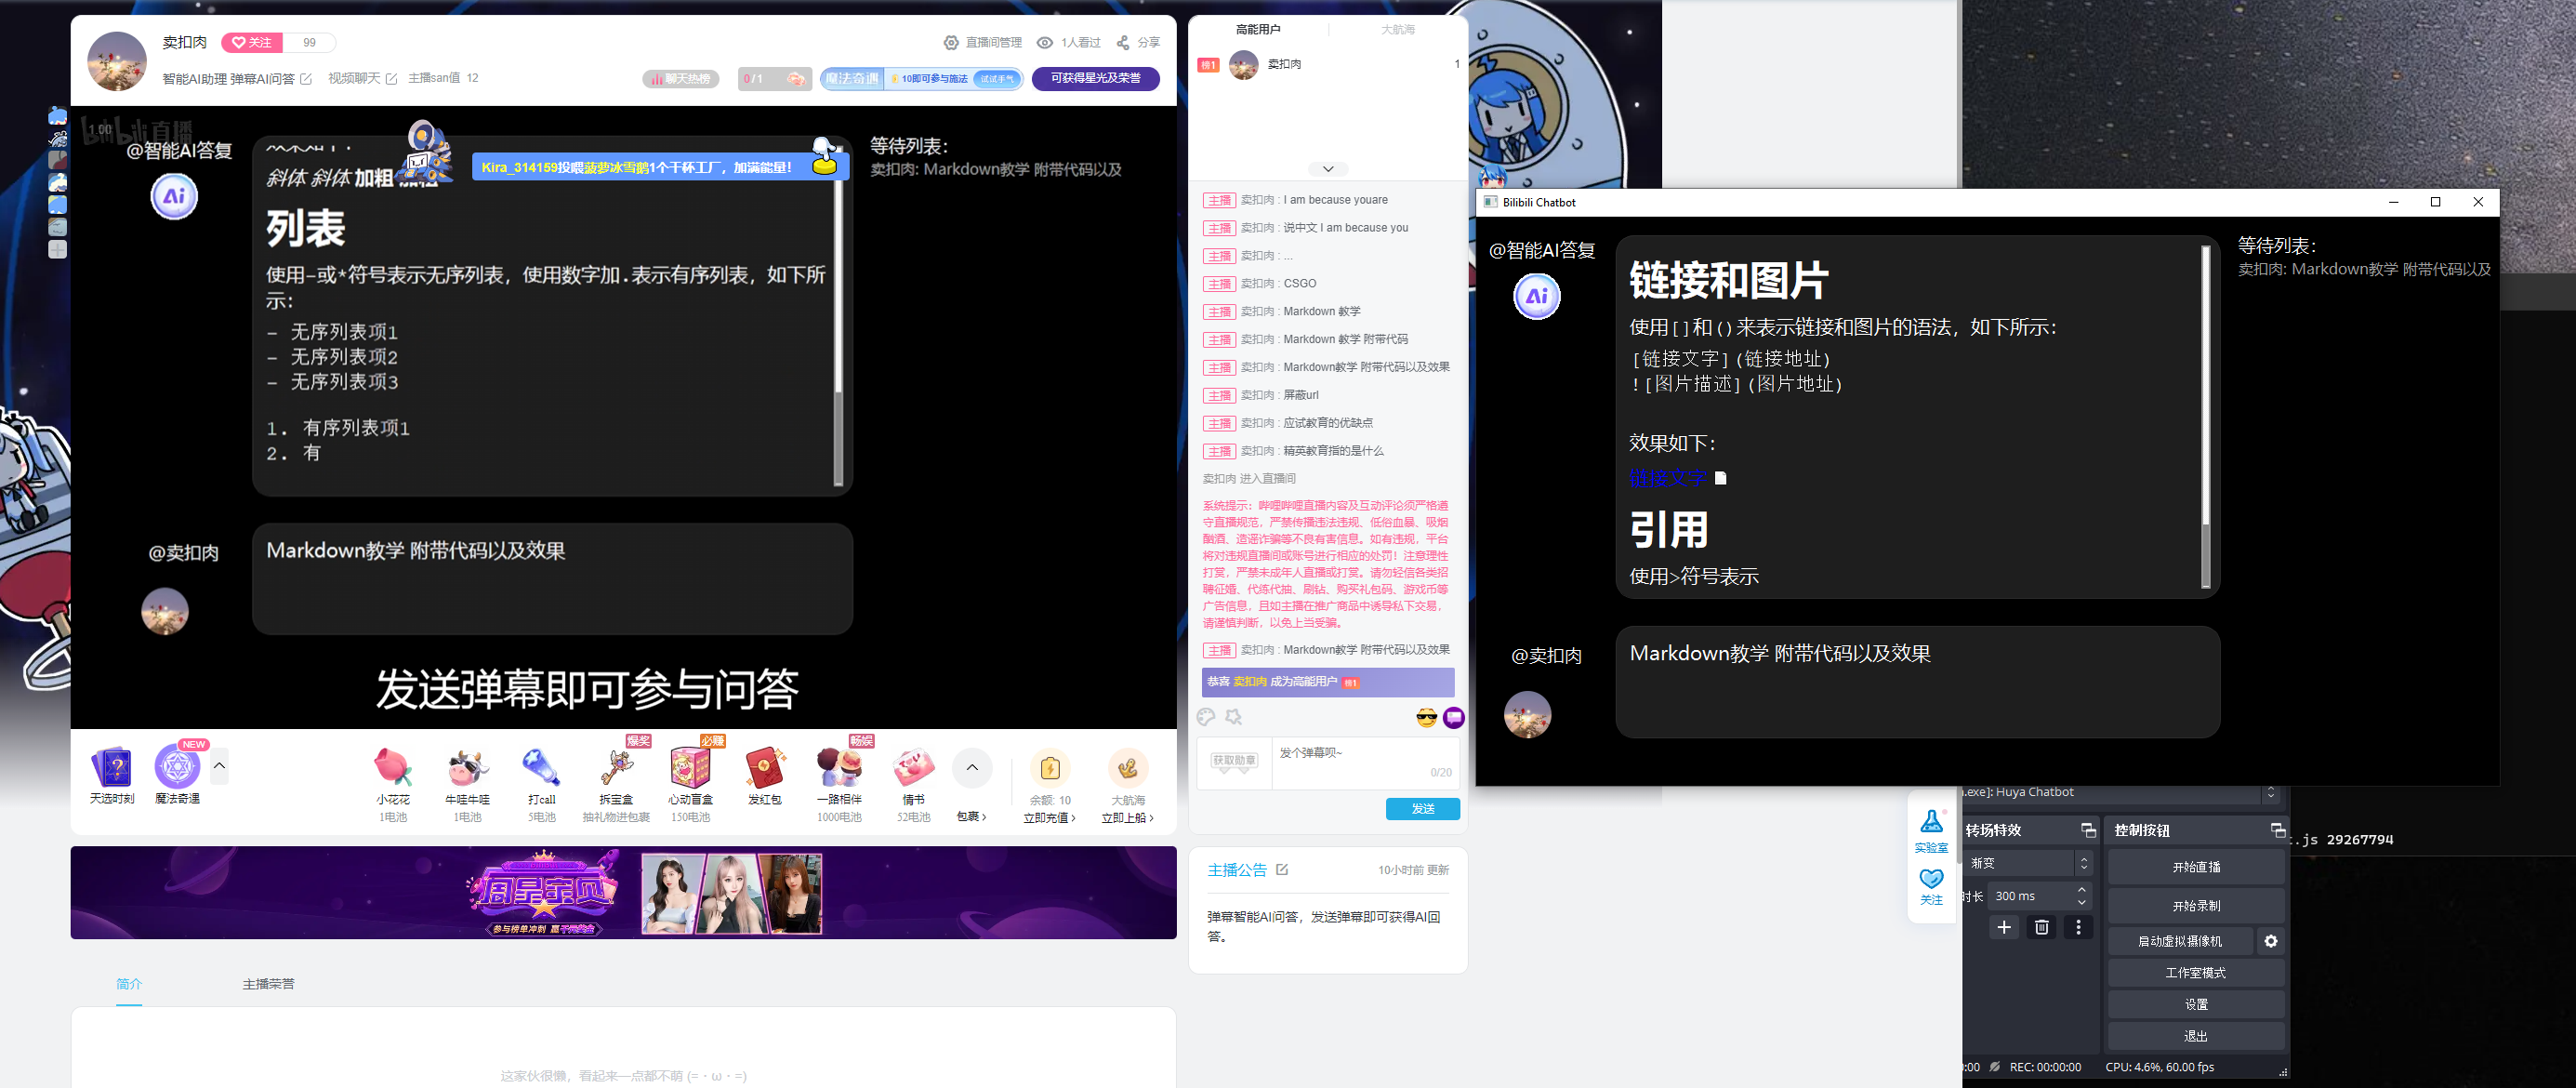 卖扣肉
关注 99
直播间管理 1人看过 分享
智能AI助理 弹幕AI问答 视频聊天 主播san值 12
聊天热榜 0/1 魔法奇遇 10即可参与施法 试试手气 可获得星光及荣誉
bilibili直播
1.00
@智能AI答复
Ai
斜体 斜体 加粗
Kira_314159投喂菠萝冰雪鹅1个干杯工厂，加满能量！
列表
使用-或*符号表示无序列表，使用数字加.表示有序列表，如下所
示：
- 无序列表项1
- 无序列表项2
- 无序列表项3
1. 有序列表项1
2. 有
等待列表：
卖扣肉: Markdown教学 附带代码以及
@卖扣肉
Markdown教学 附带代码以及效果
发送弹幕即可参与问答
天选时刻
NEW
魔法奇遇
小花花
1电池
牛哇牛哇
1电池
打call
5电池
爆奖
拆宝盒
抽礼物进包裹
必赚
心动盲盒
150电池
发红包
畅娱
一路相伴
1000电池
情书
52电池
包裹
余额: 10
立即充值
大航海
立即上船
周星宝贝
参与榜单冲刺 赢千元奖金
简介 主播荣誉
这家伙很懒，看起来一点都不萌 (=・ω・=)
高能用户 大航海
榜1 卖扣肉 1
主播 卖扣肉 : I am because youare
主播 卖扣肉 : 说中文 I am because you
主播 卖扣肉 : ...
主播 卖扣肉 : CSGO
主播 卖扣肉 : Markdown 教学
主播 卖扣肉 : Markdown 教学 附带代码
主播 卖扣肉 : Markdown教学 附带代码以及效果
主播 卖扣肉 : 屏蔽url
主播 卖扣肉 : 应试教育的优缺点
主播 卖扣肉 : 精英教育指的是什么
卖扣肉 进入直播间
系统提示：哔哩哔哩直播内容及互动评论须严格遵
守直播规范，严禁传播违法违规、低俗血暴、吸烟
酗酒、造谣诈骗等不良有害信息。如有违规，平台
将对违规直播间或账号进行相应的处罚！注意理性
打赏，严禁未成年人直播或打赏。请勿轻信各类招
聘征婚、代练代抽、刷钻、购买礼包码、游戏币等
广告信息，且如主播在推广商品中诱导私下交易，
请谨慎判断，以免上当受骗。
主播 卖扣肉 : Markdown教学 附带代码以及效果
恭喜 卖扣肉 成为高能用户 榜1
获取勋章
发个弹幕呗~
0/20
发送
主播公告 10小时前 更新
弹幕智能AI问答，发送弹幕即可获得AI回
答。
Bilibili Chatbot
@智能AI答复
Ai
链接和图片
使用[]和()来表示链接和图片的语法，如下所示：
[链接文字](链接地址)
![图片描述](图片地址)
效果如下：
链接文字
引用
使用>符号表示
等待列表：
卖扣肉: Markdown教学 附带代码以及
@卖扣肉
Markdown教学 附带代码以及效果
实验室
关注
.exe]: Huya Chatbot
转场特效 控制按钮
渐变
时长 300 ms
开始直播
开始录制
启动虚拟摄像机
工作室模式
设置
退出
.js 29267794
0:00 REC: 00:00:00 CPU: 4.6%, 60.00 fps